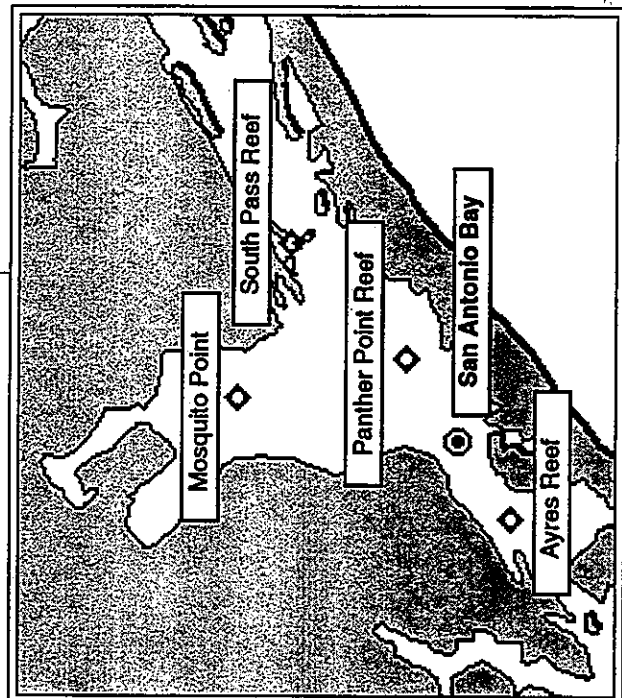 Mosquito Point
South Pass Reef
Panther Point Reef
San Antonio Bay
Ayres Reef